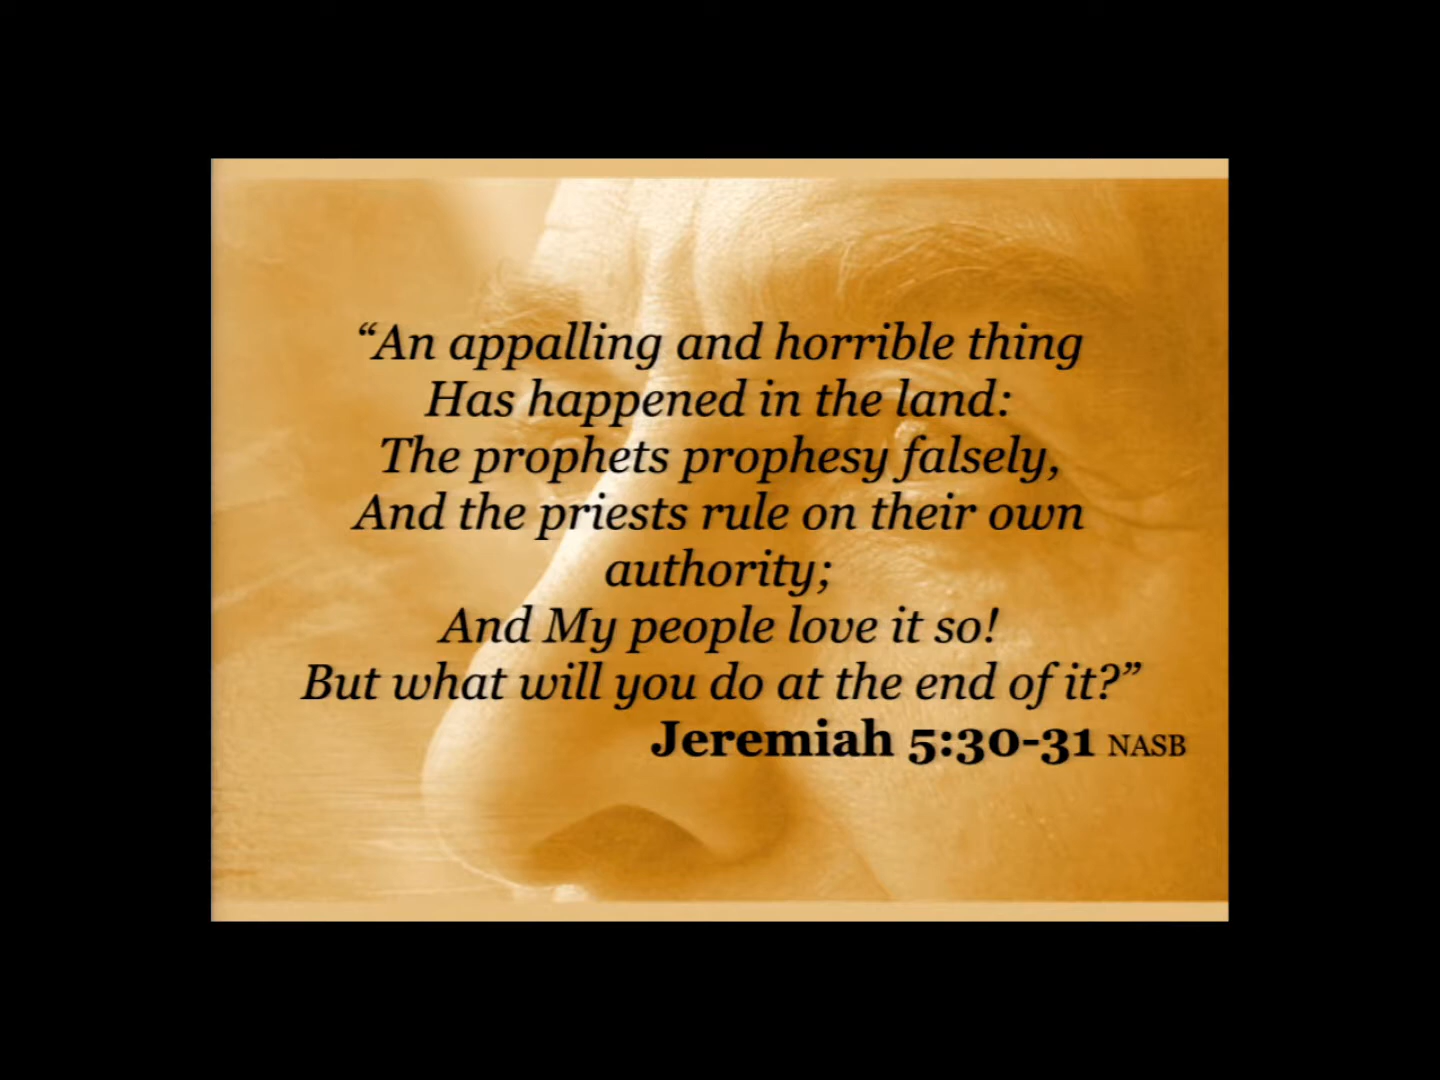 “An appalling and horrible thing
Has happened in the land:
The prophets prophesy falsely,
And the priests rule on their own
authority;
And My people love it so!
But what will you do at the end of it?”
Jeremiah 5:30-31 NASB